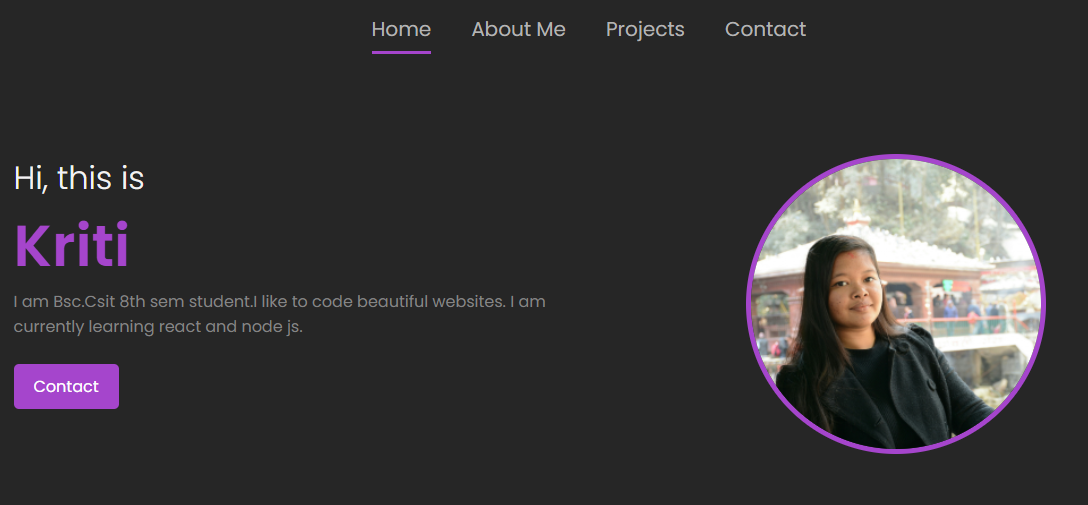 Home About Me Projects Contact
Hi, this is
Kriti
I am Bsc.Csit 8th sem student.I like to code beautiful websites. I am
currently learning react and node js.
Contact